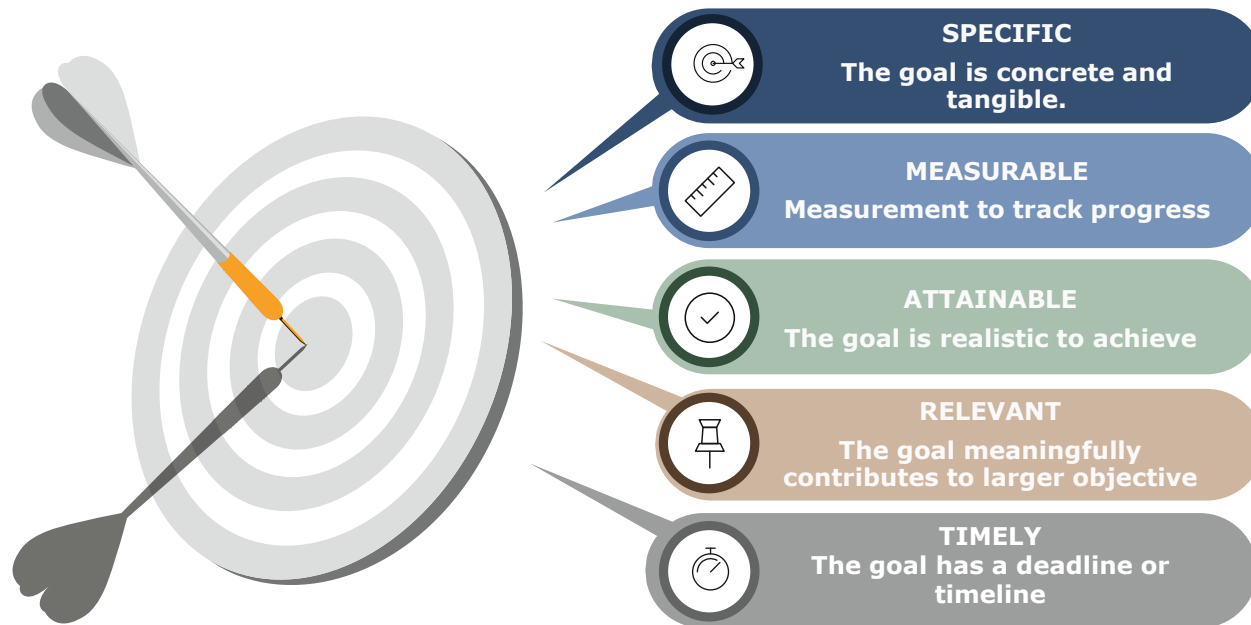 SPECIFIC
The goal is concrete and
tangible.
MEASURABLE
Measurement to track progress
ATTAINABLE
The goal is realistic to achieve
RELEVANT
The goal meaningfully
contributes to larger objective
TIMELY
The goal has a deadline or
timeline